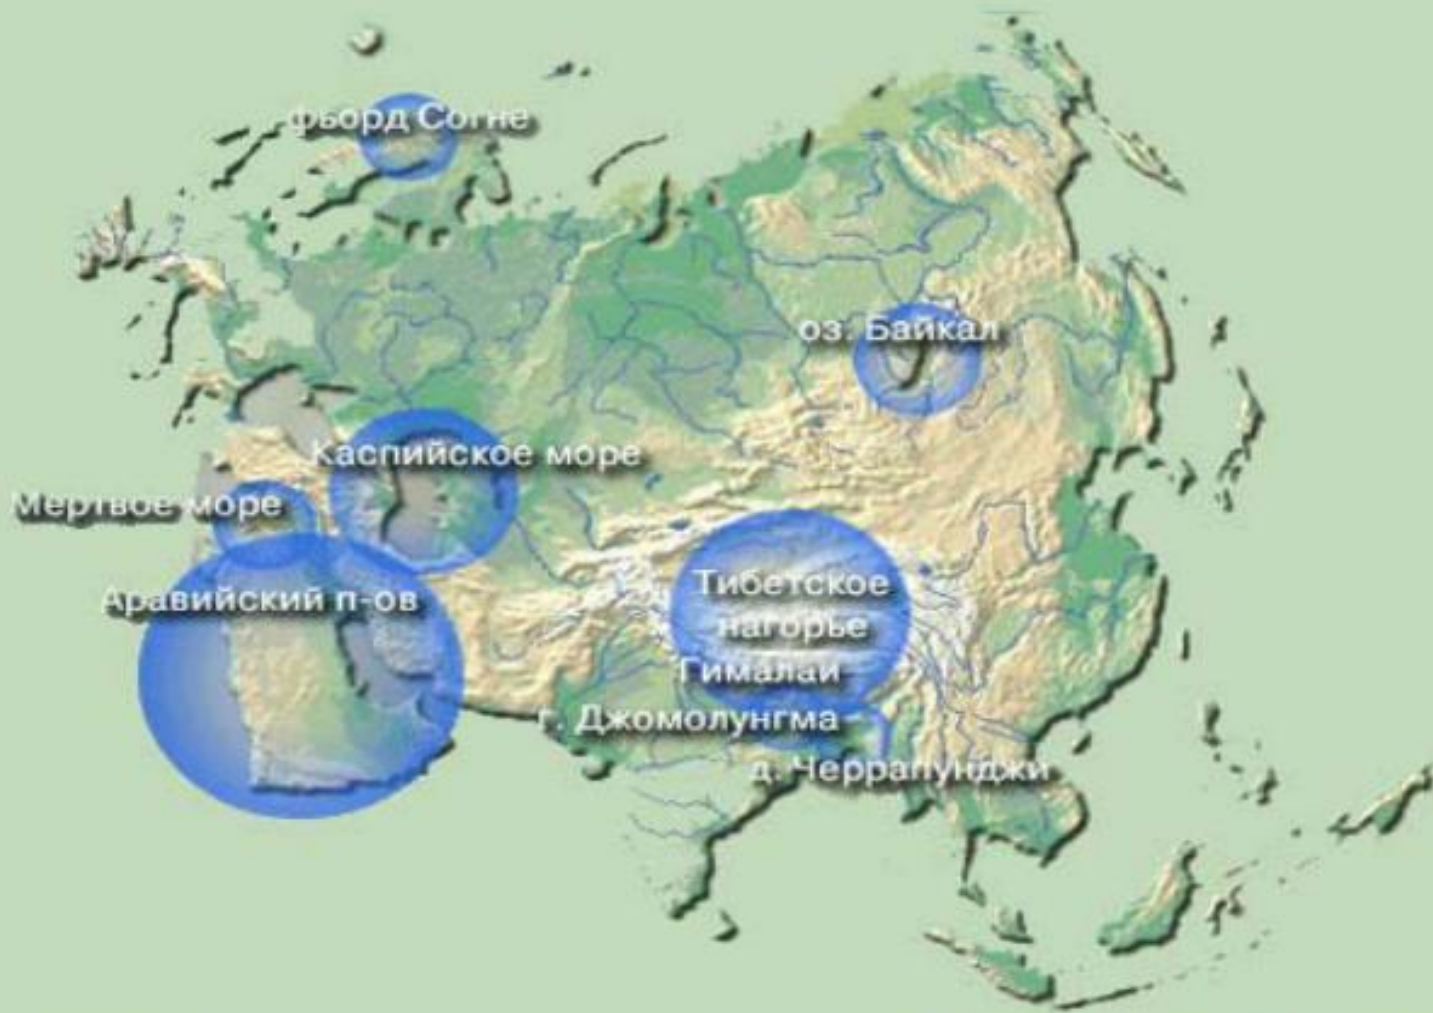 фьорд Согне
оз. Байкал
Каспийское море
Мертвое море
Аравийский п-ов
Тибетское
нагорье
Гималаи
г. Джомолунгма
д. Черрапунджи